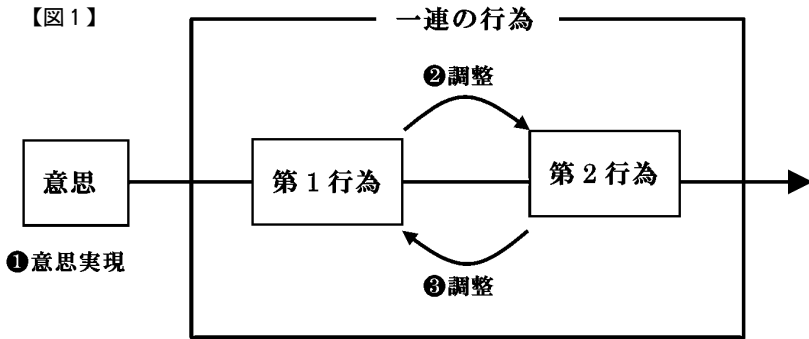 【図1】
一連の行為
❷調整
意思
第1行為
第2行為
❶意思実現
❸調整